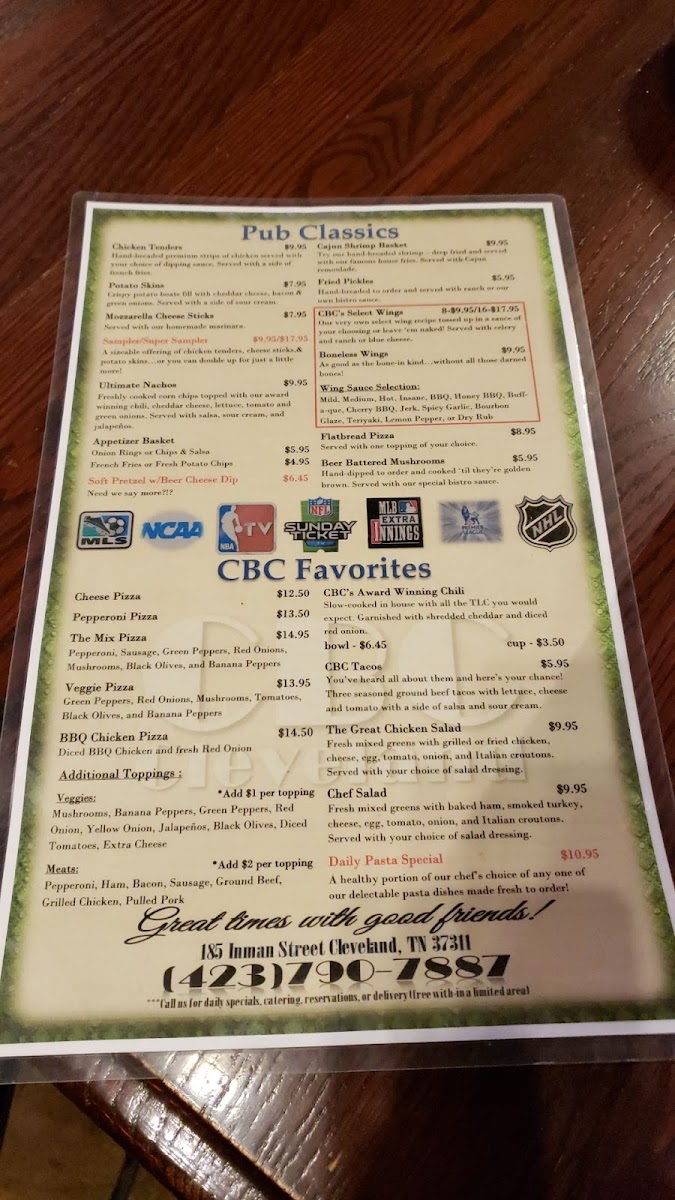 Pub Classics
Chicken Tenders $9.95
Hand-breaded premium strips of chicken served with
your choice of dipping sauce. Served with a side of
french fries.
Potato Skins $7.95
Crispy potato boats fill with cheddar cheese, bacon &
green onions. Served with a side of sour cream.
Mozzarella Cheese Sticks $7.95
Served with our homemade marinara.
Sampler/Super Sampler $9.95/$17.95
A sizeable offering of chicken tenders, cheese sticks,&
potato skins...or you can double up for just a little
more!
Ultimate Nachos $9.95
Freshly cooked corn chips topped with our award
winning chili, cheddar cheese, lettuce, tomato and
green onions. Served with salsa, sour cream, and
jalapeños.
Appetizer Basket
Onion Rings or Chips & Salsa $5.95
French Fries or Fresh Potato Chips $4.95
Soft Pretzel w/Beer Cheese Dip $6.45
Need we say more?!?
Cajun Shrimp Basket $9.95
Try our hand-breaded shrimp - deep fried and served
with our famous house fries. Served with Cajun
remoulade.
Fried Pickles $5.95
Hand-breaded to order and served with ranch or our
own bistro sauce.
CBC's Select Wings 8-$9.95/16-$17.95
Our very own select wing recipe tossed up in a sauce of
your choosing or leave 'em naked! Served with celery
and ranch or blue cheese.
Boneless Wings $9.95
As good as the bone-in kind...without all those darned
bones!
Wing Sauce Selection:
Mild, Medium, Hot, Insane, BBQ, Honey BBQ, Buff-
a-que, Cherry BBQ, Jerk, Spicy Garlic, Bourbon
Glaze, Teriyaki, Lemon Pepper, or Dry Rub
Flatbread Pizza $8.95
Served with one topping of your choice.
Beer Battered Mushrooms $5.95
Hand-dipped to order and cooked 'til they're golden
brown. Served with our special bistro sauce.
MLS
NCAA
NBA TV
NFL
SUNDAY
TICKET
MLB
EXTRA
INNINGS
PREMIER
LEAGUE
NHL
CBC Favorites
Cheese Pizza $12.50
Pepperoni Pizza $13.50
The Mix Pizza $14.95
Pepperoni, Sausage, Green Peppers, Red Onions,
Mushrooms, Black Olives, and Banana Peppers
Veggie Pizza $13.95
Green Peppers, Red Onions, Mushrooms, Tomatoes,
Black Olives, and Banana Peppers
BBQ Chicken Pizza $14.50
Diced BBQ Chicken and fresh Red Onion
Additional Toppings :
Veggies: *Add $1 per topping
Mushrooms, Banana Peppers, Green Peppers, Red
Onion, Yellow Onion, Jalapeños, Black Olives, Diced
Tomatoes, Extra Cheese
Meats: *Add $2 per topping
Pepperoni, Ham, Bacon, Sausage, Ground Beef,
Grilled Chicken, Pulled Pork
CBC's Award Winning Chili
Slow-cooked in house with all the TLC you would
expect. Garnished with shredded cheddar and diced
red onion.
bowl - $6.45 cup - $3.50
CBC Tacos $5.95
You've heard all about them and here's your chance!
Three seasoned ground beef tacos with lettuce, cheese
and tomato with a side of salsa and sour cream.
The Great Chicken Salad $9.95
Fresh mixed greens with grilled or fried chicken,
cheese, egg, tomato, onion, and Italian croutons.
Served with your choice of salad dressing.
Chef Salad $9.95
Fresh mixed greens with baked ham, smoked turkey,
cheese, egg, tomato, onion, and Italian croutons.
Served with your choice of salad dressing.
Daily Pasta Special $10.95
A healthy portion of our chef's choice of any one of
our delectable pasta dishes made fresh to order!
CBC
Cleveland
Great times with good friends!
185 Inman Street Cleveland, TN 37311
(423)790-7887
***Call us for daily specials, catering, reservations, or delivery(free with-in a limited area)